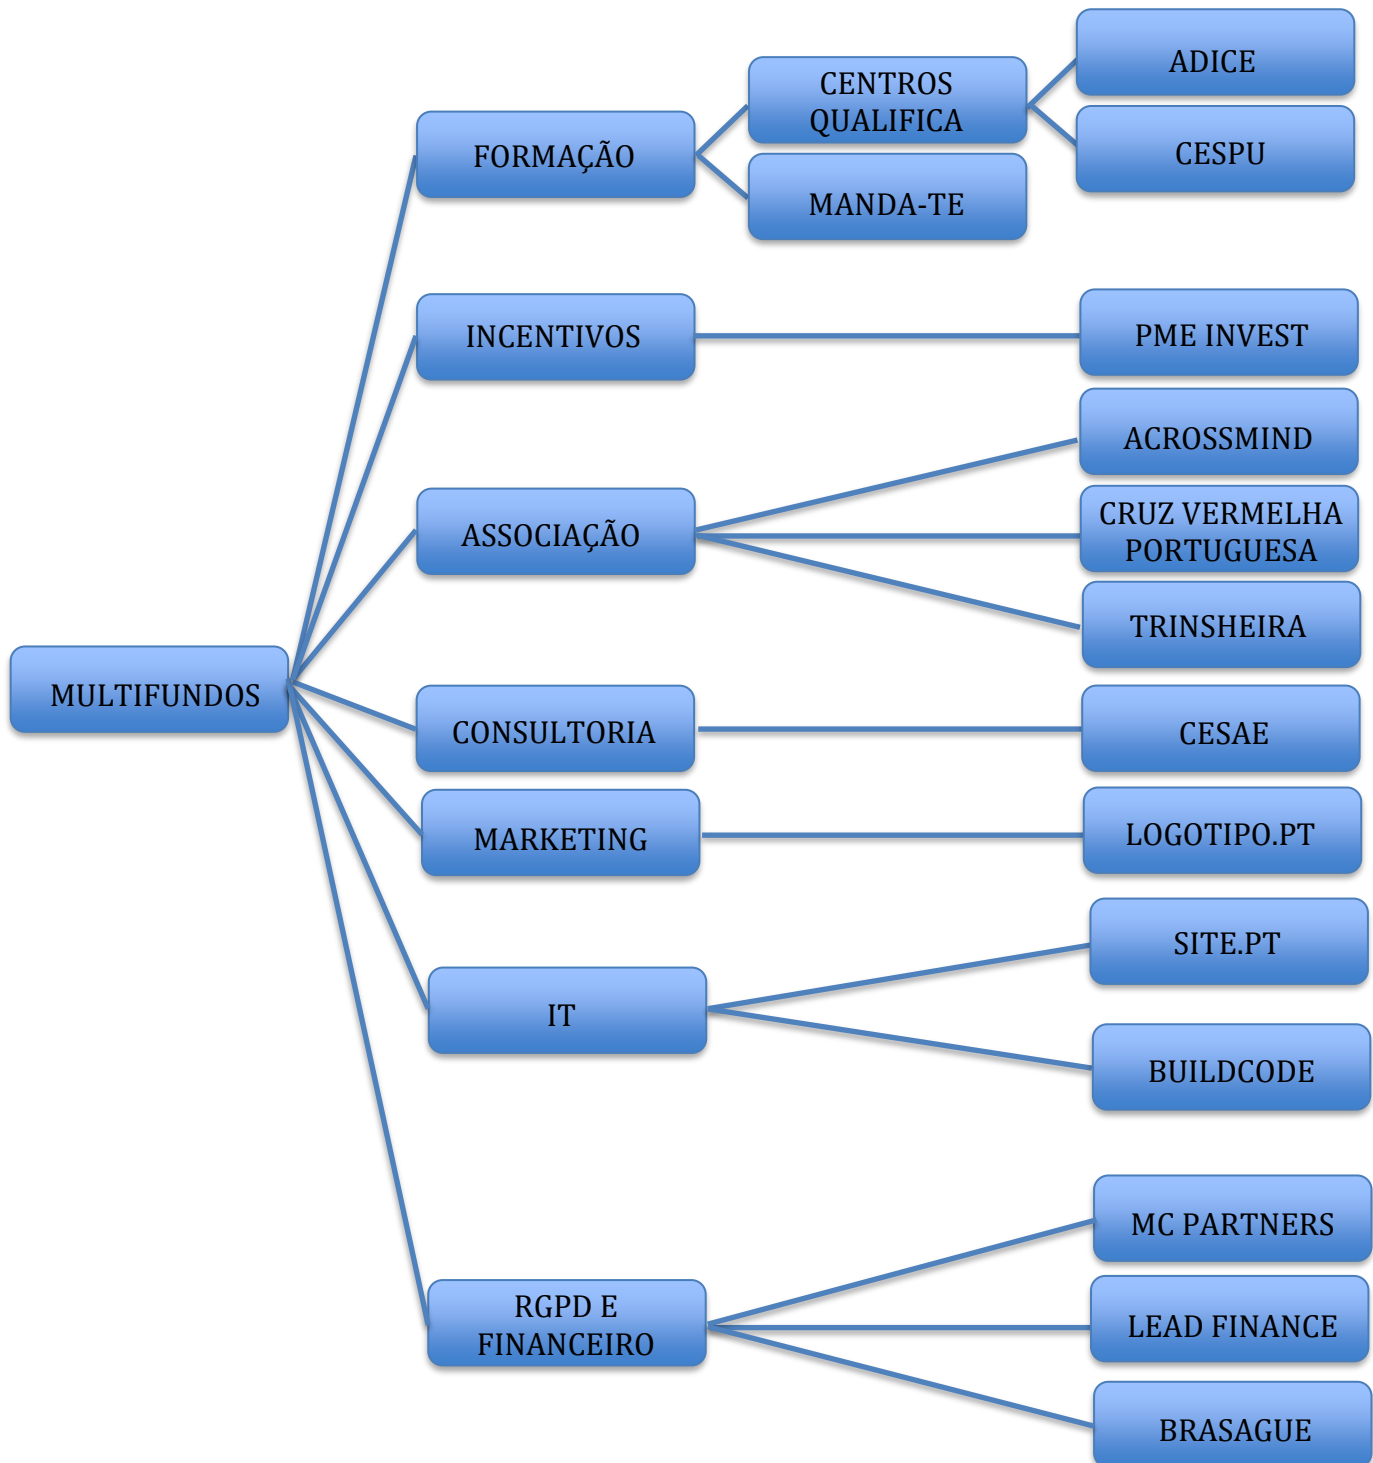 ADICE
CENTROS
QUALIFICA
FORMAÇÃO
CESPU
MANDA-TE
INCENTIVOS
PME INVEST
ACROSSMIND
ASSOCIAÇÃO
CRUZ VERMELHA
PORTUGUESA
TRINSHEIRA
MULTIFUNDOS
CONSULTORIA
CESAE
MARKETING
LOGOTIPO.PT
SITE.PT
IT
BUILDCODE
MC PARTNERS
RGPD E
FINANCEIRO
LEAD FINANCE
BRASAGUE